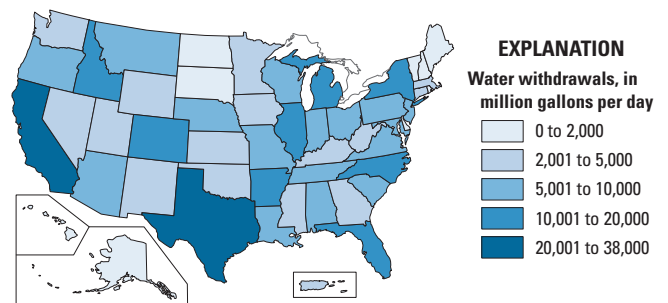 EXPLANATION
Water withdrawals, in
million gallons per day
0 to 2,000
2,001 to 5,000
5,001 to 10,000
10,001 to 20,000
20,001 to 38,000